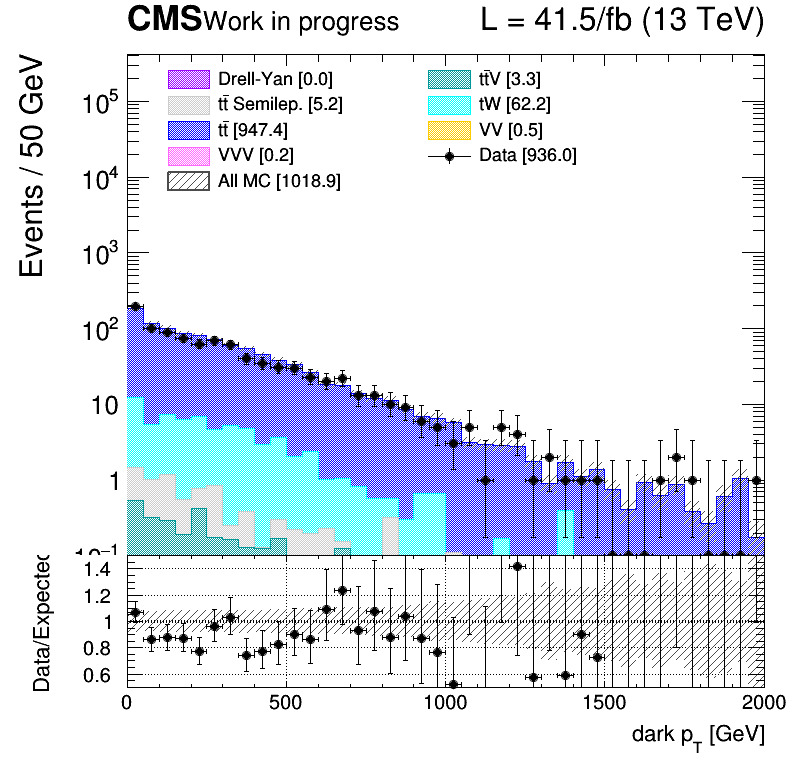 CMS Work in progress L = 41.5/fb (13 TeV)
Events / 50 GeV
Drell-Yan [0.0] tt̄V [3.3]
tt̄ Semilep. [5.2] tW [62.2]
tt̄ [947.4] VV [0.5]
VVV [0.2] Data [936.0]
All MC [1018.9]
10⁵
10⁴
10³
10²
10
1
10⁻¹
Data/Expected
1.4
1.2
1
0.8
0.6
0 500 1000 1500 2000
dark p_T [GeV]